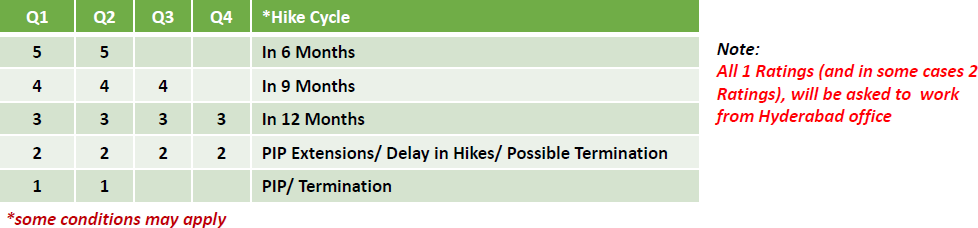 Q1 Q2 Q3 Q4 *Hike Cycle
5 5 In 6 Months
4 4 4 In 9 Months
3 3 3 3 In 12 Months
2 2 2 2 PIP Extensions/ Delay in Hikes/ Possible Termination
1 1 PIP/ Termination
*some conditions may apply
Note:
All 1 Ratings (and in some cases 2
Ratings), will be asked to work
from Hyderabad office